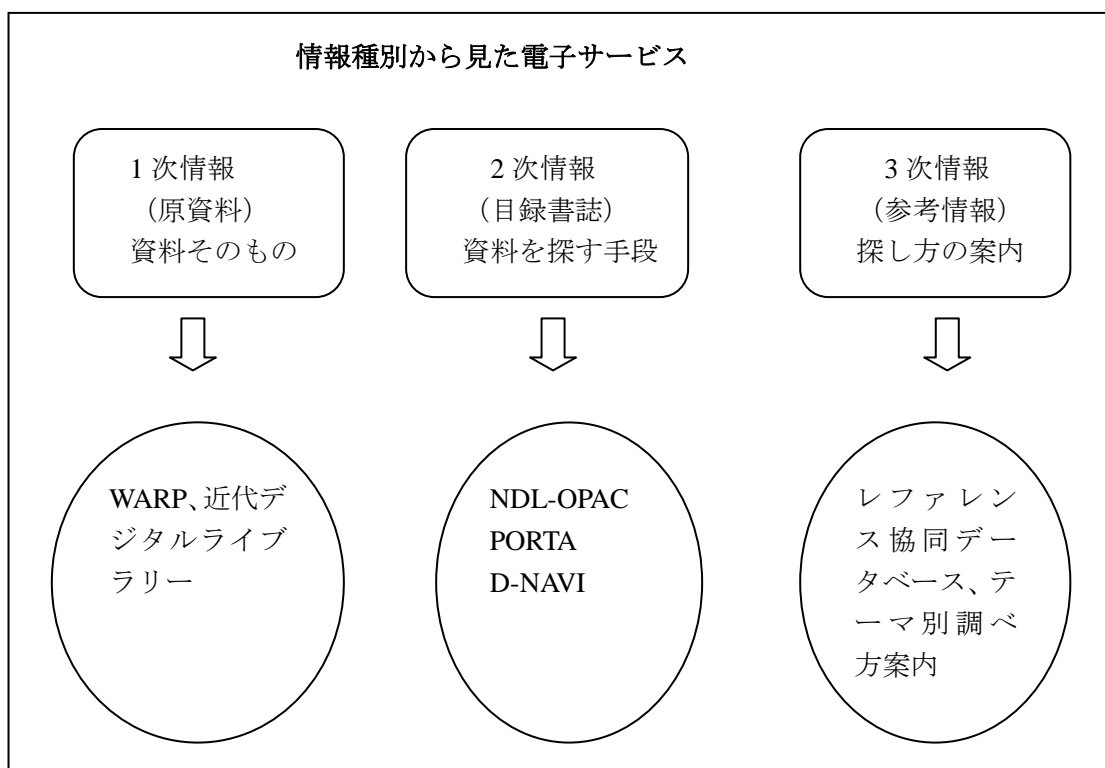 情報種別から見た電子サービス
1 次情報
(原資料)
資料そのもの
2 次情報
(目録書誌)
資料を探す手段
3 次情報
(参考情報)
探し方の案内
WARP、近代デ
ジタルライブ
ラリー
NDL-OPAC
PORTA
D-NAVI
レファレン
ス協同デー
タベース、テ
ーマ別調べ
方案内